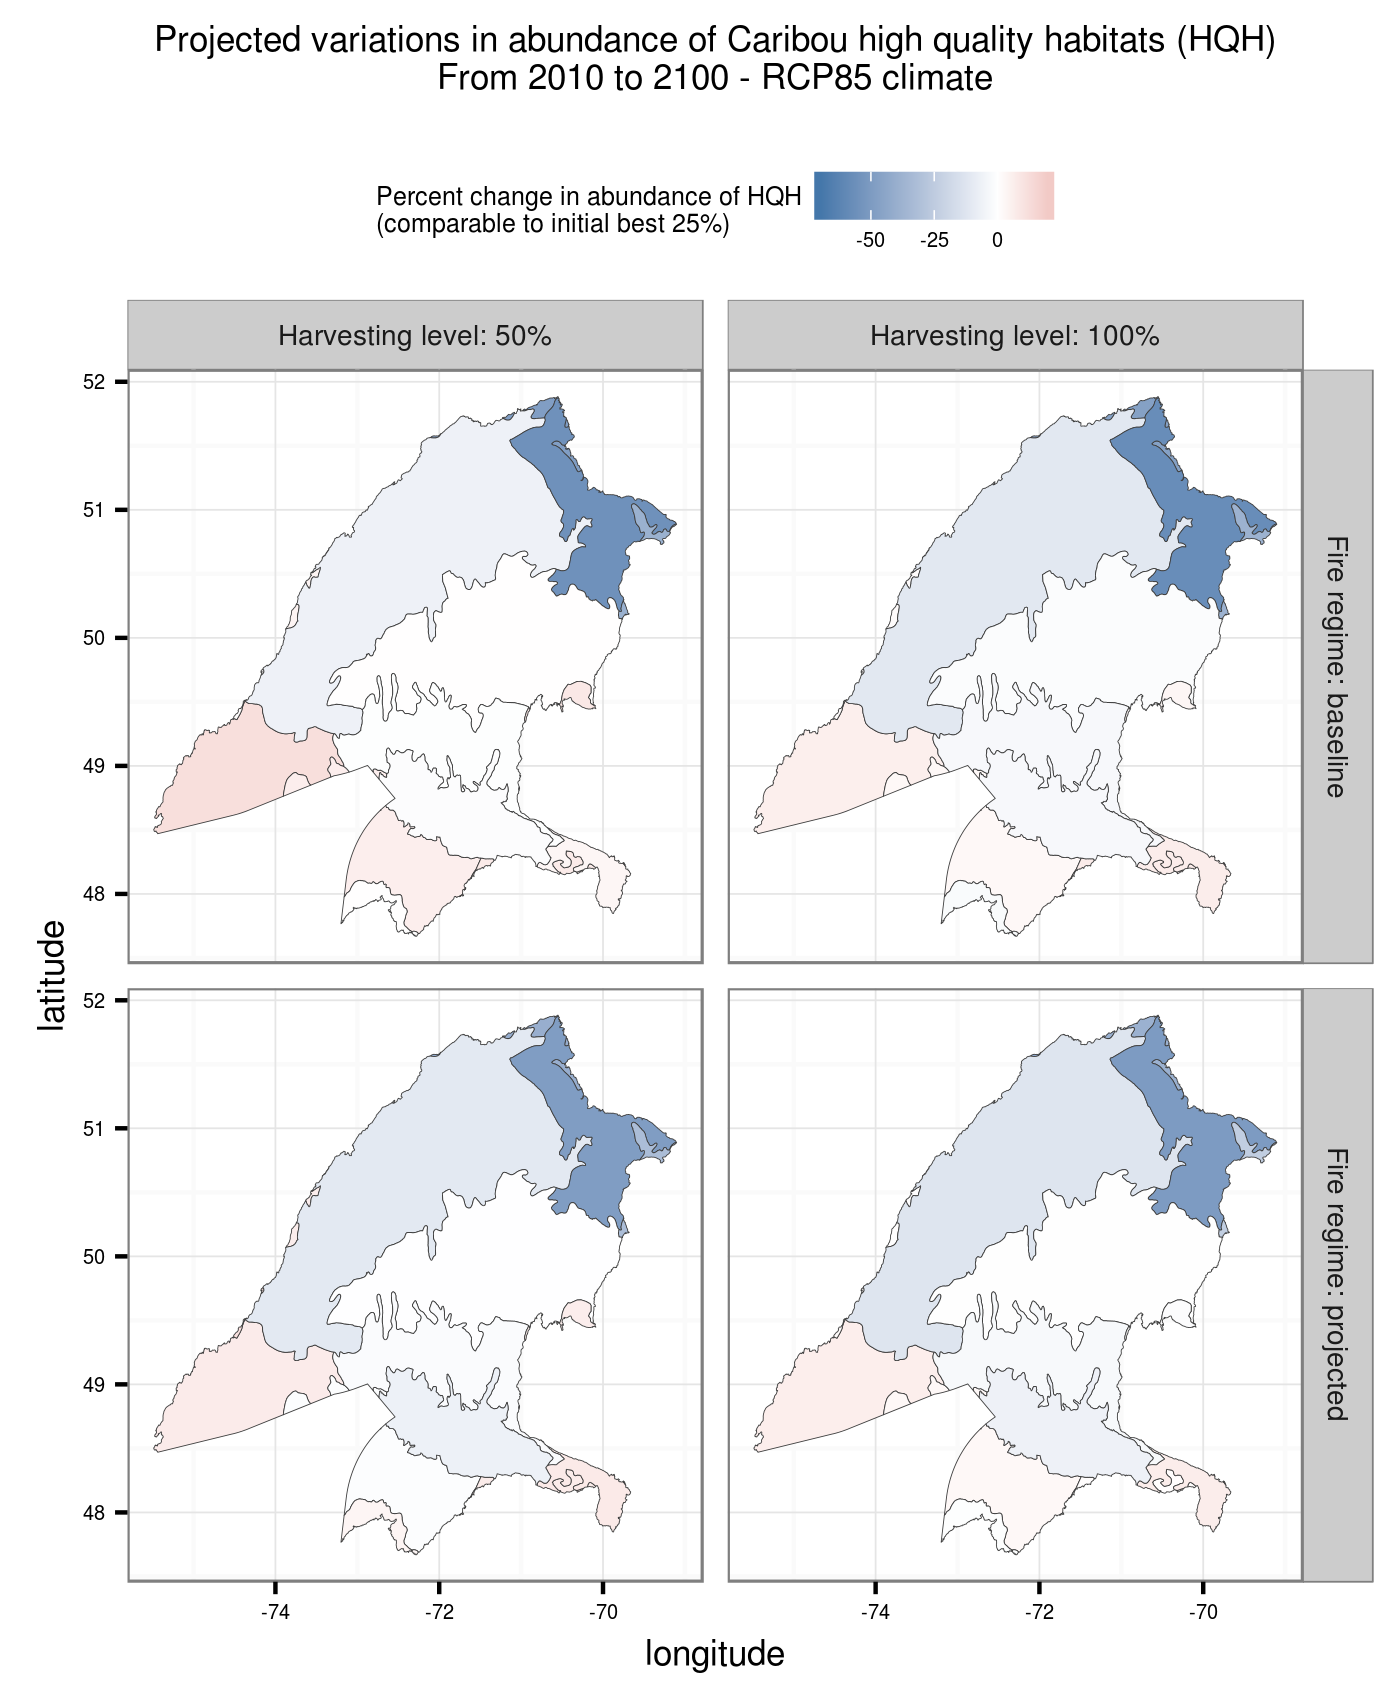 Projected variations in abundance of Caribou high quality habitats (HQH)
From 2010 to 2100 - RCP85 climate
Percent change in abundance of HQH
(comparable to initial best 25%)
-50 -25 0
Harvesting level: 50%
Harvesting level: 100%
52
51
50
49
48
Fire regime: baseline
latitude
52
51
50
49
48
Fire regime: projected
-74 -72 -70
-74 -72 -70
longitude